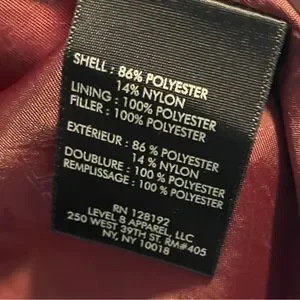 SHELL : 86% POLYESTER
14% NYLON
LINING : 100% POLYESTER
FILLER : 100% POLYESTER
EXTÉRIEUR : 86 % POLYESTER
14 % NYLON
DOUBLURE : 100 % POLYESTER
REMPLISSAGE : 100 % POLYESTER
RN 128192
LEVEL 8 APPAREL, LLC
250 WEST 39TH ST. RM#405
NY, NY 10018